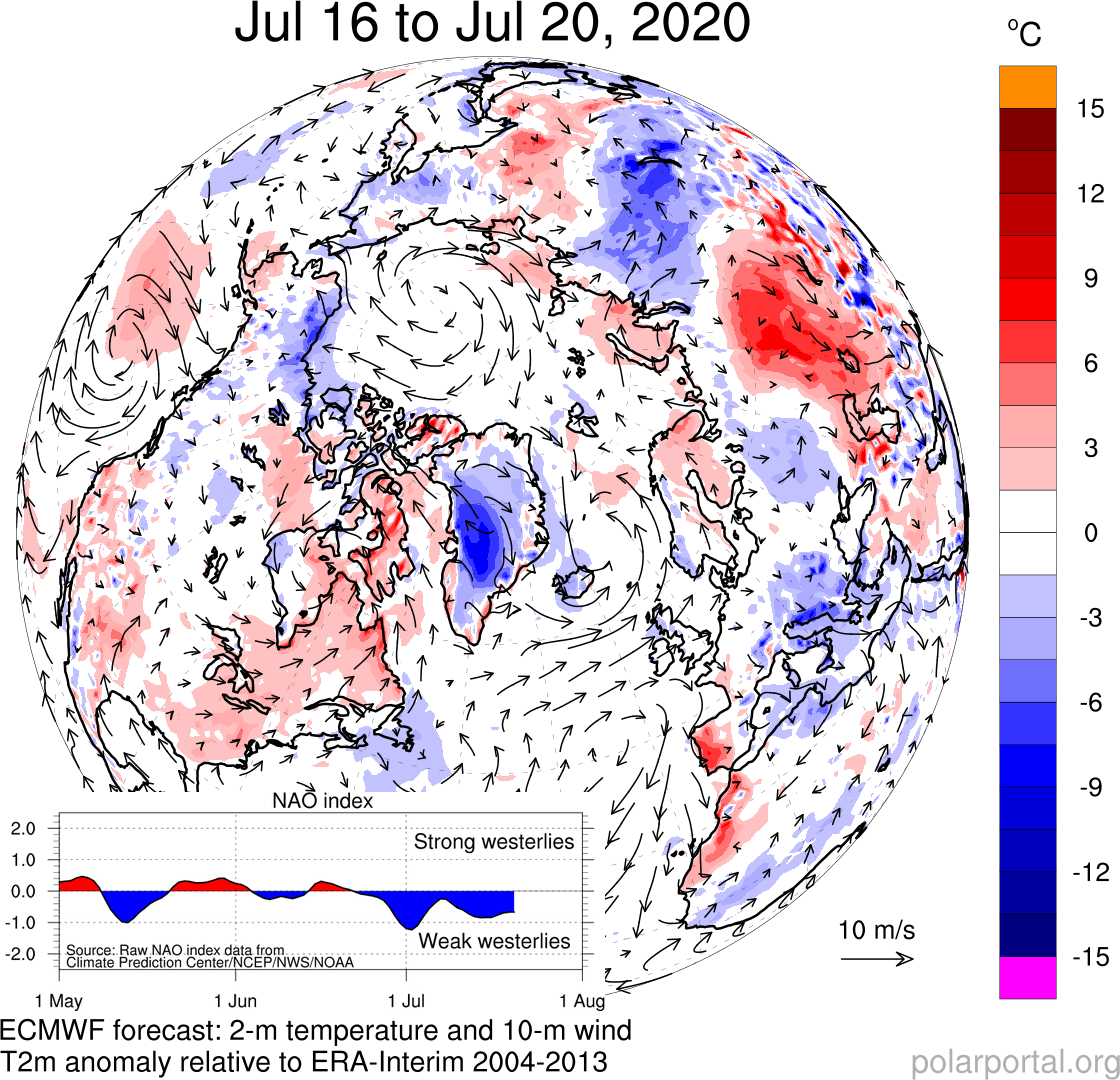 Jul 16 to Jul 20, 2020
°C
15
12
9
6
3
0
-3
-6
-9
-12
-15
10 m/s
NAO index
2.0
1.0
0.0
-1.0
-2.0
Strong westerlies
Weak westerlies
Source: Raw NAO index data from
Climate Prediction Center/NCEP/NWS/NOAA
1 May
1 Jun
1 Jul
1 Aug
ECMWF forecast: 2-m temperature and 10-m wind
T2m anomaly relative to ERA-Interim 2004-2013
polarportal.org